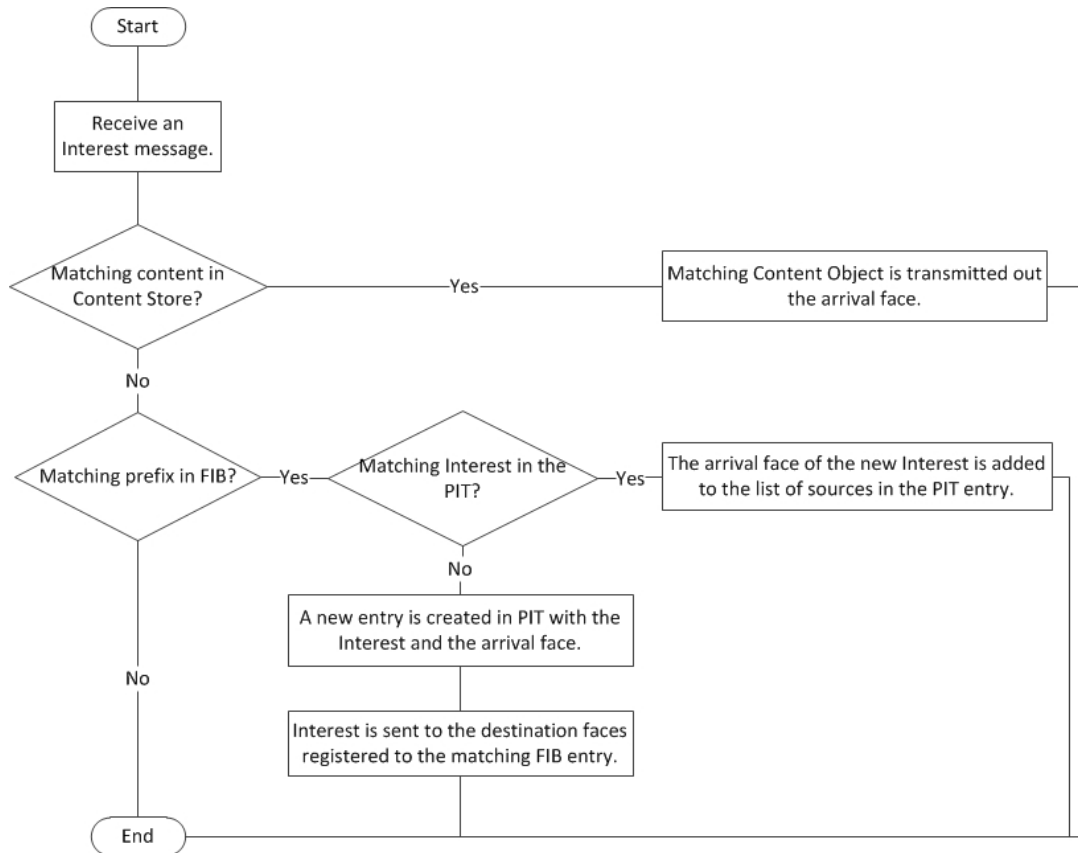 Start
Receive an
Interest message.
Matching content in
Content Store?
Yes
Matching Content Object is transmitted out
the arrival face.
No
Matching prefix in FIB?
Yes
Matching Interest in the
PIT?
Yes
The arrival face of the new Interest is added
to the list of sources in the PIT entry.
No
A new entry is created in PIT with the
Interest and the arrival face.
No
Interest is sent to the destination faces
registered to the matching FIB entry.
End